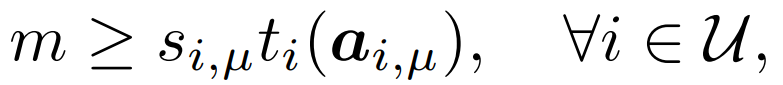 m ≥ s_{i,μ} t_i(𝒂_{i,μ}), ∀i ∈ 𝒰,